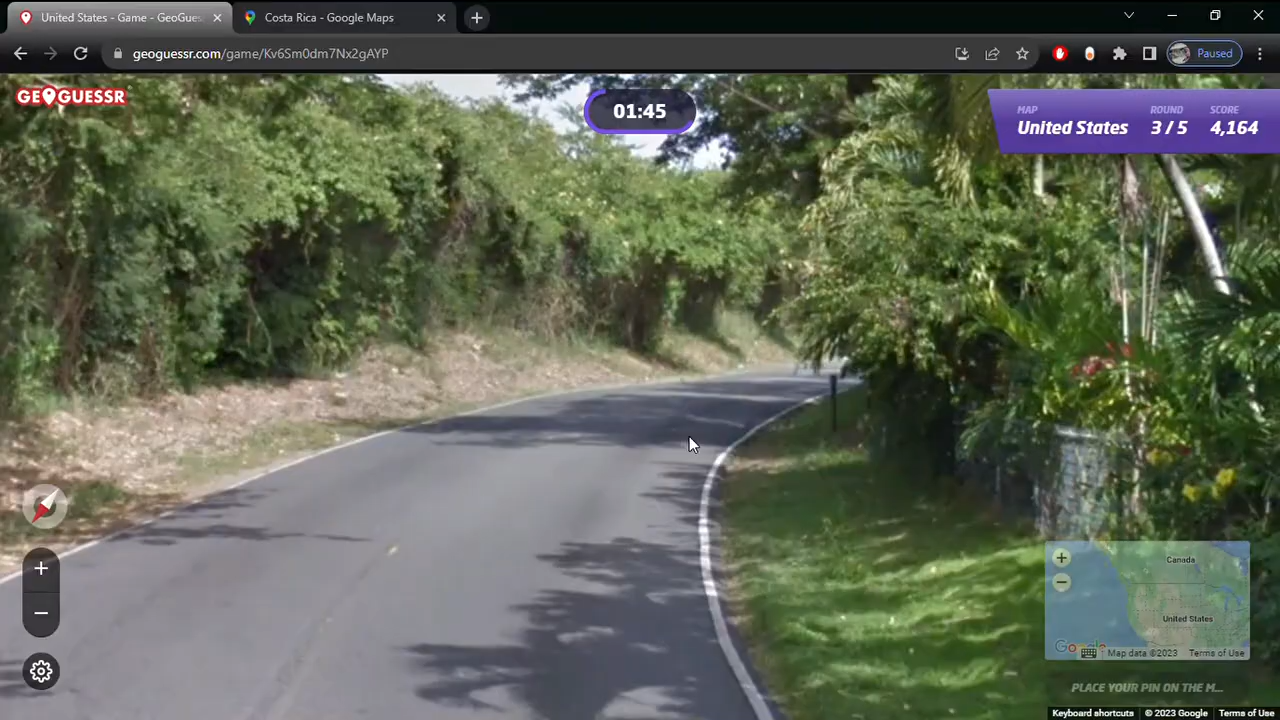 United States - Game - GeoGues
Costa Rica - Google Maps
geoguessr.com/game/Kv6Sm0dm7Nx2gAYP
Paused
GEOGUESSR
01:45
MAP
United States
ROUND
3 / 5
SCORE
4,164
Canada
United States
Google
Map data ©2023
Terms of Use
PLACE YOUR PIN ON THE M...
Keyboard shortcuts
© 2023 Google
Terms of Use